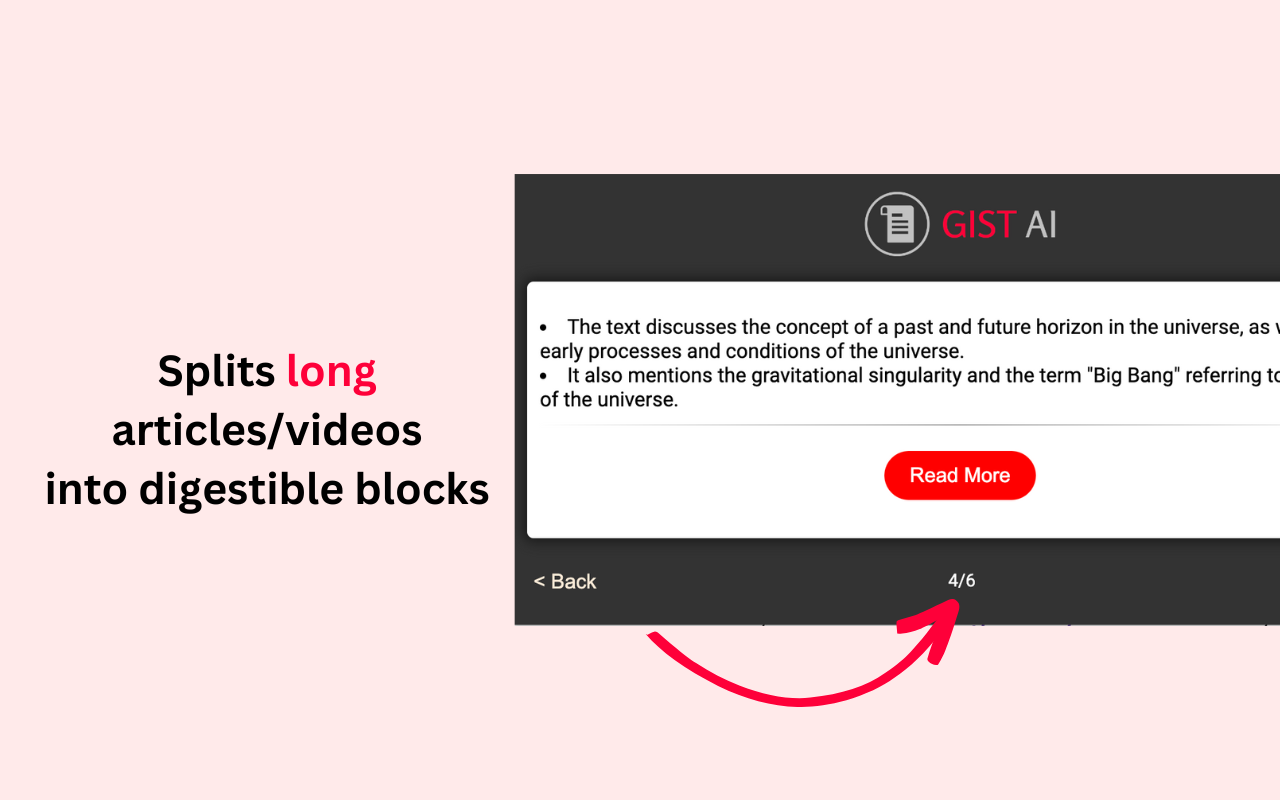 Splits long
articles/videos
into digestible blocks
GIST AI
• The text discusses the concept of a past and future horizon in the universe, as
early processes and conditions of the universe.
• It also mentions the gravitational singularity and the term "Big Bang" referring to
of the universe.
Read More
< Back
4/6